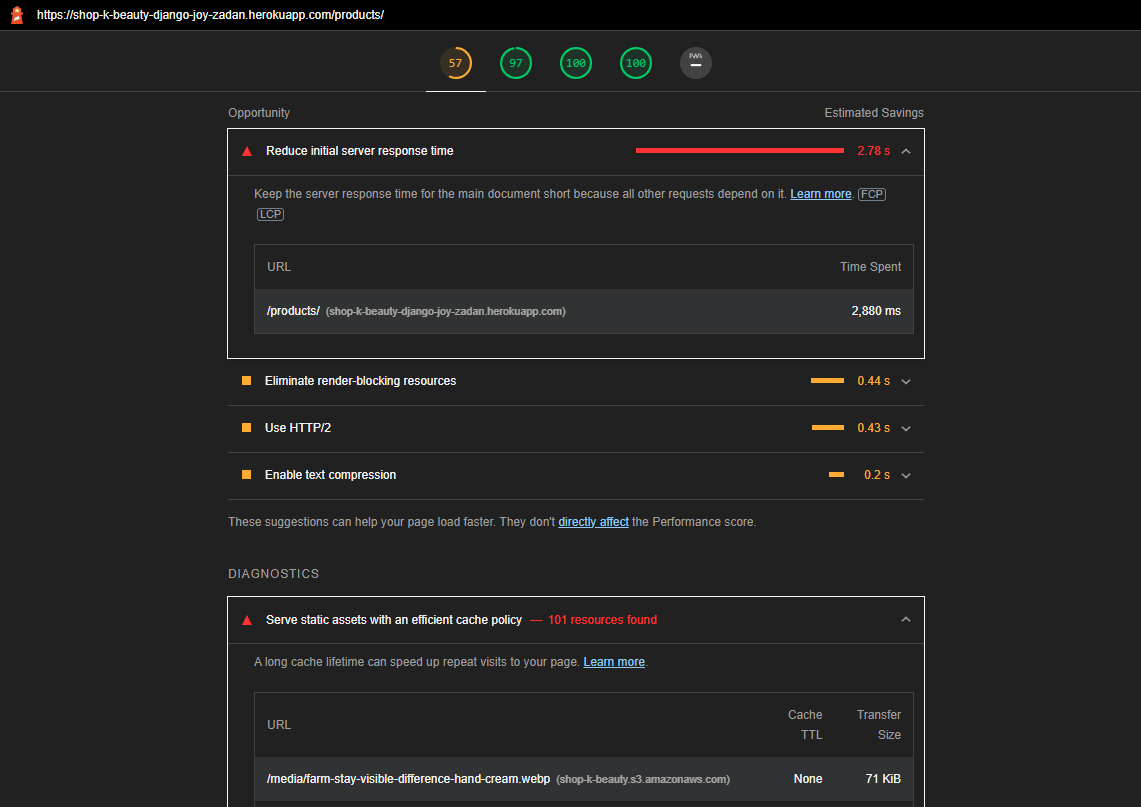 https://shop-k-beauty-django-joy-zadan.herokuapp.com/products/
57 97 100 100 PWA
Opportunity Estimated Savings
Reduce initial server response time 2.78 s
Keep the server response time for the main document short because all other requests depend on it. Learn more. FCP
LCP
URL Time Spent
/products/ (shop-k-beauty-django-joy-zadan.herokuapp.com) 2,880 ms
Eliminate render-blocking resources 0.44 s
Use HTTP/2 0.43 s
Enable text compression 0.2 s
These suggestions can help your page load faster. They don't directly affect the Performance score.
DIAGNOSTICS
Serve static assets with an efficient cache policy — 101 resources found
A long cache lifetime can speed up repeat visits to your page. Learn more.
URL Cache TTL Transfer Size
/media/farm-stay-visible-difference-hand-cream.webp (shop-k-beauty.s3.amazonaws.com) None 71 KiB